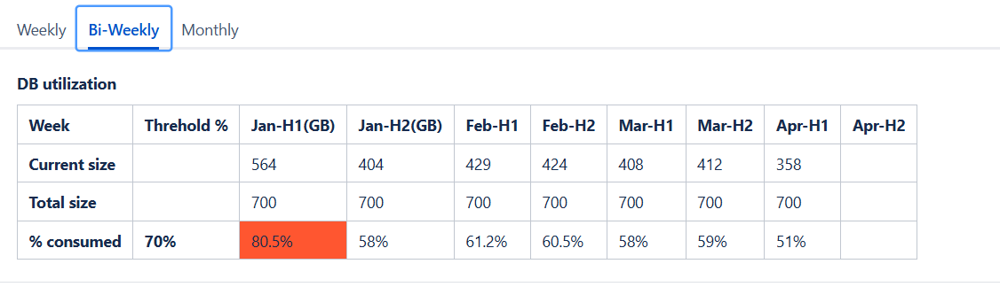 Weekly Bi-Weekly Monthly
DB utilization
Week Threhold % Jan-H1(GB) Jan-H2(GB) Feb-H1 Feb-H2 Mar-H1 Mar-H2 Apr-H1 Apr-H2
Current size 564 404 429 424 408 412 358
Total size 700 700 700 700 700 700 700
% consumed 70% 80.5% 58% 61.2% 60.5% 58% 59% 51%